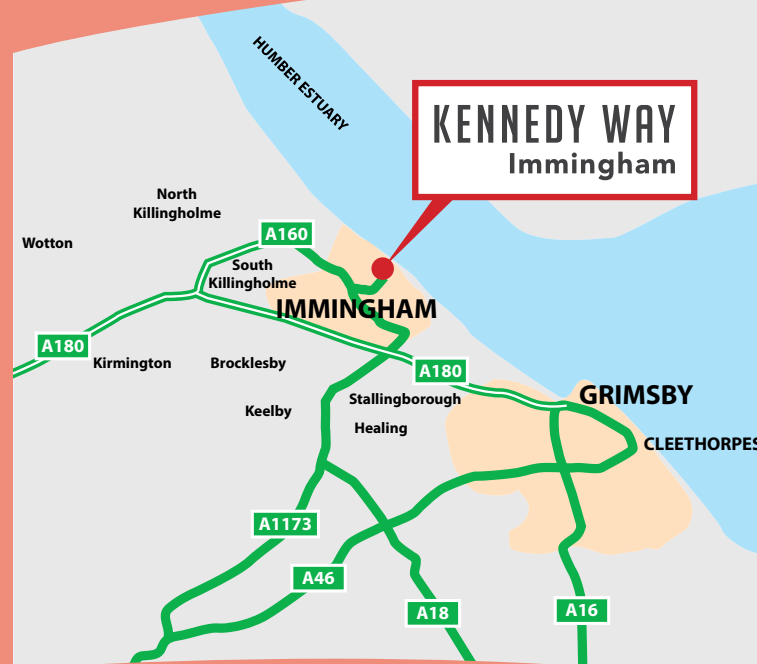 HUMBER ESTUARY
KENNEDY WAY
Immingham
North
Killingholme
Wotton
A160
South
Killingholme
IMMINGHAM
A180
Kirmington
Brocklesby
A180
Stallingborough
GRIMSBY
Keelby
Healing
CLEETHORPES
A1173
A46
A18
A16